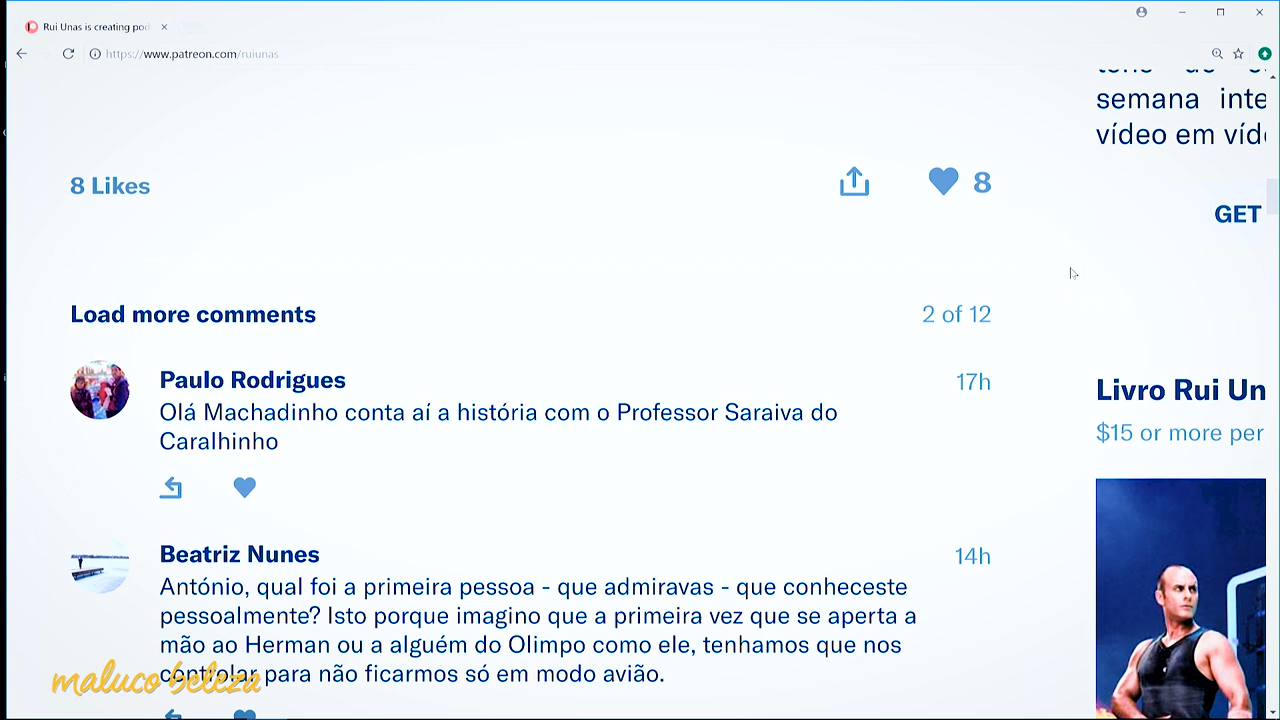 Rui Unas is creating pod
https://www.patreon.com/ruiunas
semana inte
vídeo em víd
8 Likes
8
GET
Load more comments
2 of 12
Paulo Rodrigues
17h
Olá Machadinho conta aí a história com o Professor Saraiva do
Caralhinho
Livro Rui Un
$15 or more per
Beatriz Nunes
14h
António, qual foi a primeira pessoa - que admiravas - que conheceste
pessoalmente? Isto porque imagino que a primeira vez que se aperta a
mão ao Herman ou a alguém do Olimpo como ele, tenhamos que nos
controlar para não ficarmos só em modo avião.
maluco beleza